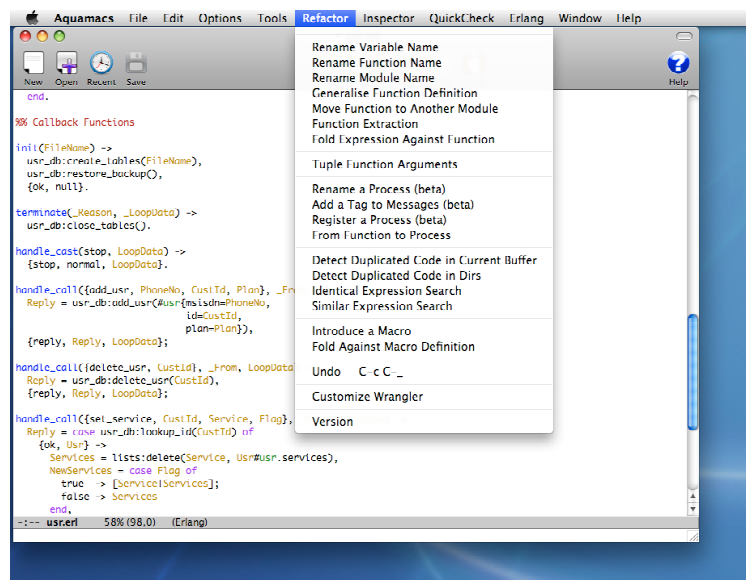 Aquamacs File Edit Options Tools Refactor Inspector QuickCheck Erlang Window Help
New Open Recent Save Help
Rename Variable Name
Rename Function Name
Rename Module Name
Generalise Function Definition
Move Function to Another Module
Function Extraction
Fold Expression Against Function
Tuple Function Arguments
Rename a Process (beta)
Add a Tag to Messages (beta)
Register a Process (beta)
From Function to Process
Detect Duplicated Code in Current Buffer
Detect Duplicated Code in Dirs
Identical Expression Search
Similar Expression Search
Introduce a Macro
Fold Against Macro Definition
Undo C-c C-_
Customize Wrangler
Version
end.
%% Callback Functions
init(FileName) ->
usr_db:create_tables(FileName),
usr_db:restore_backup(),
{ok, null}.
terminate(_Reason, _LoopData) ->
usr_db:close_tables().
handle_cast(stop, LoopData) ->
{stop, normal, LoopData}.
handle_call({add_usr, PhoneNo, CustId, Plan}, _Fro
Reply = usr_db:add_usr(#usr{msisdn=PhoneNo,
id=CustId,
plan=Plan}),
{reply, Reply, LoopData};
handle_call({delete_usr, CustId}, _From, LoopData)
Reply = usr_db:delete_usr(CustId),
{reply, Reply, LoopData};
handle_call({set_service, CustId, Service, Flag},
Reply = case usr_db:lookup_id(CustId) of
{ok, Usr} ->
Services = lists:delete(Service, Usr#usr.services),
NewServices = case Flag of
true -> [Service|Services];
false -> Services
end,
-:-- usr.erl 58% (98,0) (Erlang)